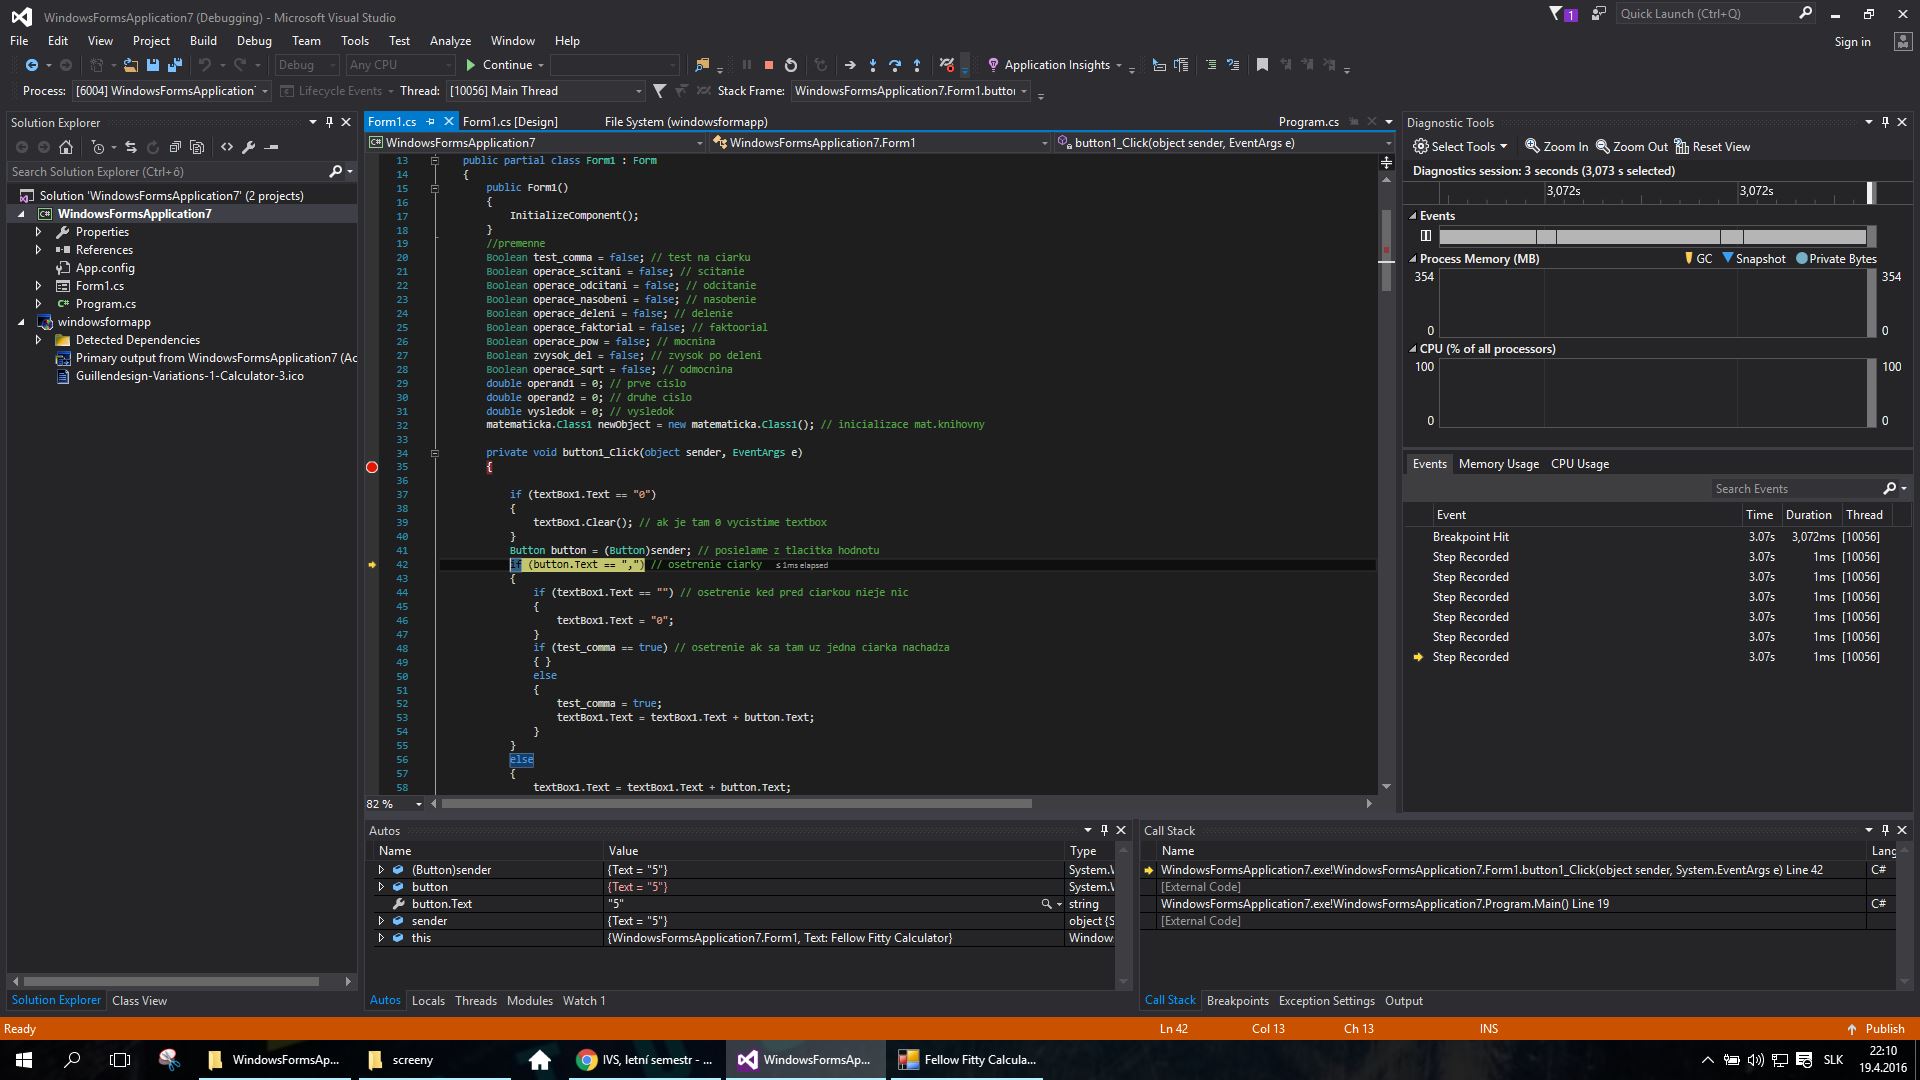 WindowsFormsApplication7 (Debugging) - Microsoft Visual Studio
1
Quick Launch (Ctrl+Q)
File Edit View Project Build Debug Team Tools Test Analyze Window Help
Sign in
Debug Any CPU Continue Application Insights
Process: [6004] WindowsFormsApplication Lifecycle Events Thread: [10056] Main Thread Stack Frame: WindowsFormsApplication7.Form1.button
Solution Explorer
Search Solution Explorer (Ctrl+ô)
Solution 'WindowsFormsApplication7' (2 projects)
WindowsFormsApplication7
Properties
References
App.config
Form1.cs
Program.cs
windowsformapp
Detected Dependencies
Primary output from WindowsFormsApplication7 (Ac
Guillendesign-Variations-1-Calculator-3.ico
Solution Explorer Class View
Form1.cs Form1.cs [Design] File System (windowsformapp) Program.cs
WindowsFormsApplication7 WindowsFormsApplication7.Form1 button1_Click(object sender, EventArgs e)
13 public partial class Form1 : Form
14 {
15 public Form1()
16 {
17 InitializeComponent();
18 }
19 //premenne
20 Boolean test_comma = false; // test na ciarku
21 Boolean operace_scitani = false; // scitanie
22 Boolean operace_odcitani = false; // odcitanie
23 Boolean operace_nasobeni = false; // nasobenie
24 Boolean operace_deleni = false; // delenie
25 Boolean operace_faktorial = false; // faktoorial
26 Boolean operace_pow = false; // mocnina
27 Boolean zvysok_del = false; // zvysok po deleni
28 Boolean operace_sqrt = false; // odmocnina
29 double operand1 = 0; // prve cislo
30 double operand2 = 0; // druhe cislo
31 double vysledok = 0; // vysledok
32 matematicka.Class1 newObject = new matematicka.Class1(); // inicializace mat.knihovny
33
34 private void button1_Click(object sender, EventArgs e)
35 {
36
37 if (textBox1.Text == "0")
38 {
39 textBox1.Clear(); // ak je tam 0 vycistime textbox
40 }
41 Button button = (Button)sender; // posielame z tlacitka hodnotu
42 if (button.Text == ",") // osetrenie ciarky ≤ 1ms elapsed
43 {
44 if (textBox1.Text == "") // osetrenie ked pred ciarkou nieje nic
45 {
46 textBox1.Text = "0";
47 }
48 if (test_comma == true) // osetrenie ak sa tam uz jedna ciarka nachadza
49 { }
50 else
51 {
52 test_comma = true;
53 textBox1.Text = textBox1.Text + button.Text;
54 }
55 }
56 else
57 {
58 textBox1.Text = textBox1.Text + button.Text;
82 %
Diagnostic Tools
Select Tools Zoom In Zoom Out Reset View
Diagnostics session: 3 seconds (3,073 s selected)
3,072s 3,072s
Events
Process Memory (MB) GC Snapshot Private Bytes
354 354
0 0
CPU (% of all processors)
100 100
0 0
Events Memory Usage CPU Usage
Search Events
Event Time Duration Thread
Breakpoint Hit 3.07s 3,072ms [10056]
Step Recorded 3.07s 1ms [10056]
Step Recorded 3.07s 1ms [10056]
Step Recorded 3.07s 1ms [10056]
Step Recorded 3.07s 1ms [10056]
Step Recorded 3.07s 1ms [10056]
Step Recorded 3.07s 1ms [10056]
Autos
Name Value Type
(Button)sender {Text = "5"} System.W
button {Text = "5"} System.W
button.Text "5" string
sender {Text = "5"} object {S
this {WindowsFormsApplication7.Form1, Text: Fellow Fitty Calculator} Window
Autos Locals Threads Modules Watch 1
Call Stack
Name Lang
WindowsFormsApplication7.exe!WindowsFormsApplication7.Form1.button1_Click(object sender, System.EventArgs e) Line 42 C#
[External Code]
WindowsFormsApplication7.exe!WindowsFormsApplication7.Program.Main() Line 19 C#
[External Code]
Call Stack Breakpoints Exception Settings Output
Ready Ln 42 Col 13 Ch 13 INS Publish
WindowsFormsAp... screeny IVS, letní semestr - ... WindowsFormsAp... Fellow Fitty Calcula... SLK
22:10
19.4.2016